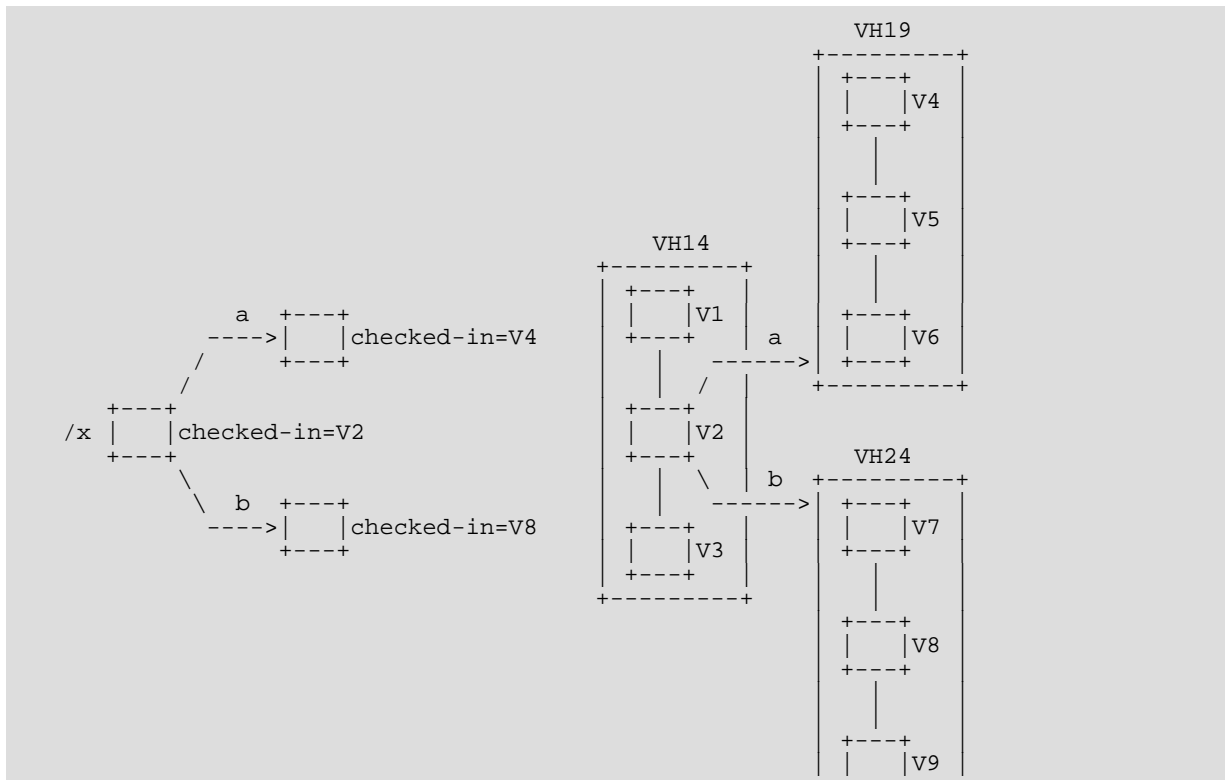 VH19
                                                      +---------+
                                                      | +---+   |
                                                      | |   |V4 |
                                                      | +---+   |
                                                      |   |     |
                                                      |   |     |
                                                      | +---+   |
                                                      | |   |V5 |
                                       VH14           | +---+   |
                                    +---------+       |   |     |
                                    | +---+   |       |   |     |
               a  +---+             | |   |V1 |       | +---+   |
             ---->|   |checked-in=V4| +---+   | a     | |   |V6 |
            /     +---+             |   |    ------->| +---+   |
           /                        |   |   / |       +---------+
      +---+                         | +---+   |
   /x |   |checked-in=V2            | |   |V2 |
      +---+                         | +---+   |          VH24
           \                        |   |   \ | b     +---------+
            \  b  +---+             |   |    ------->| +---+   |
             ---->|   |checked-in=V8| +---+   |       | |   |V7 |
                  +---+             | |   |V3 |       | +---+   |
                                    | +---+   |       |   |     |
                                    +---------+       |   |     |
                                                      | +---+   |
                                                      | |   |V8 |
                                                      | +---+   |
                                                      |   |     |
                                                      |   |     |
                                                      | +---+   |
                                                      | |   |V9 |